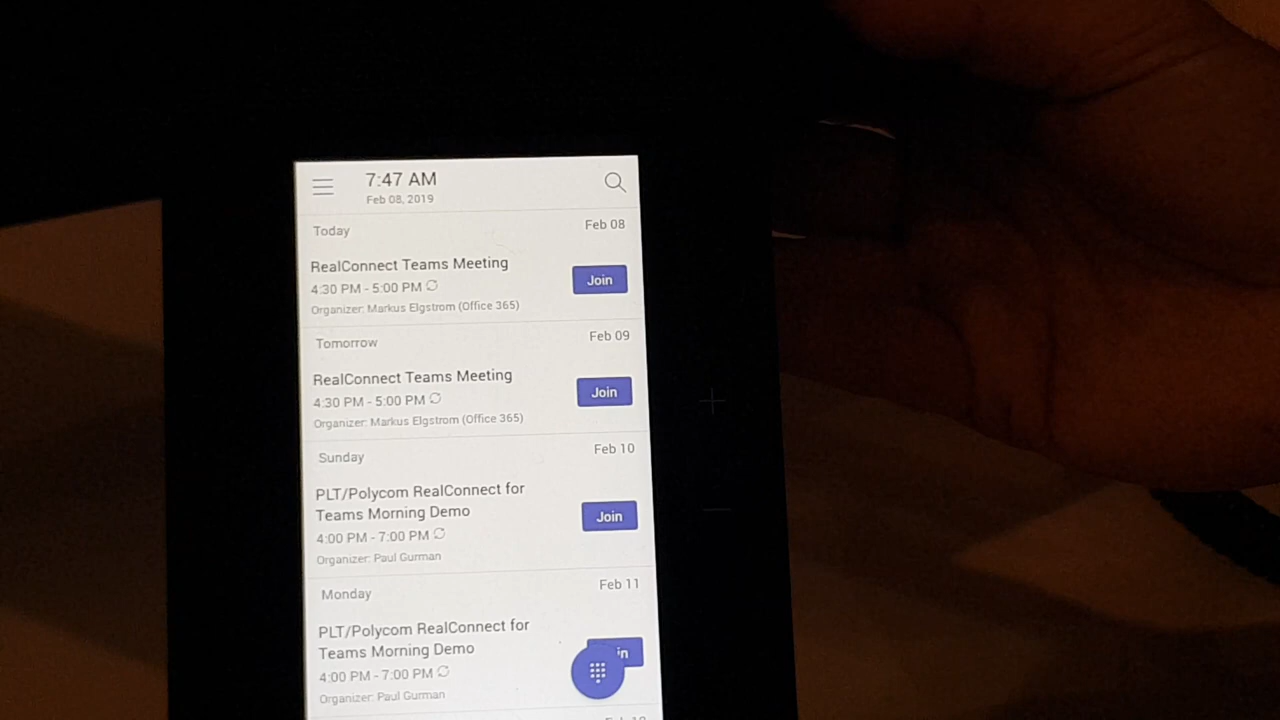 7:47 AM
Feb 08, 2019
Today Feb 08
RealConnect Teams Meeting
4:30 PM - 5:00 PM
Join
Organizer: Markus Elgstrom (Office 365)
Tomorrow Feb 09
RealConnect Teams Meeting
4:30 PM - 5:00 PM
Join
Organizer: Markus Elgstrom (Office 365)
Sunday Feb 10
PLT/Polycom RealConnect for
Teams Morning Demo
Join
4:00 PM - 7:00 PM
Organizer: Paul Gurman
Monday Feb 11
PLT/Polycom RealConnect for
Teams Morning Demo
in
4:00 PM - 7:00 PM
Organizer: Paul Gurman